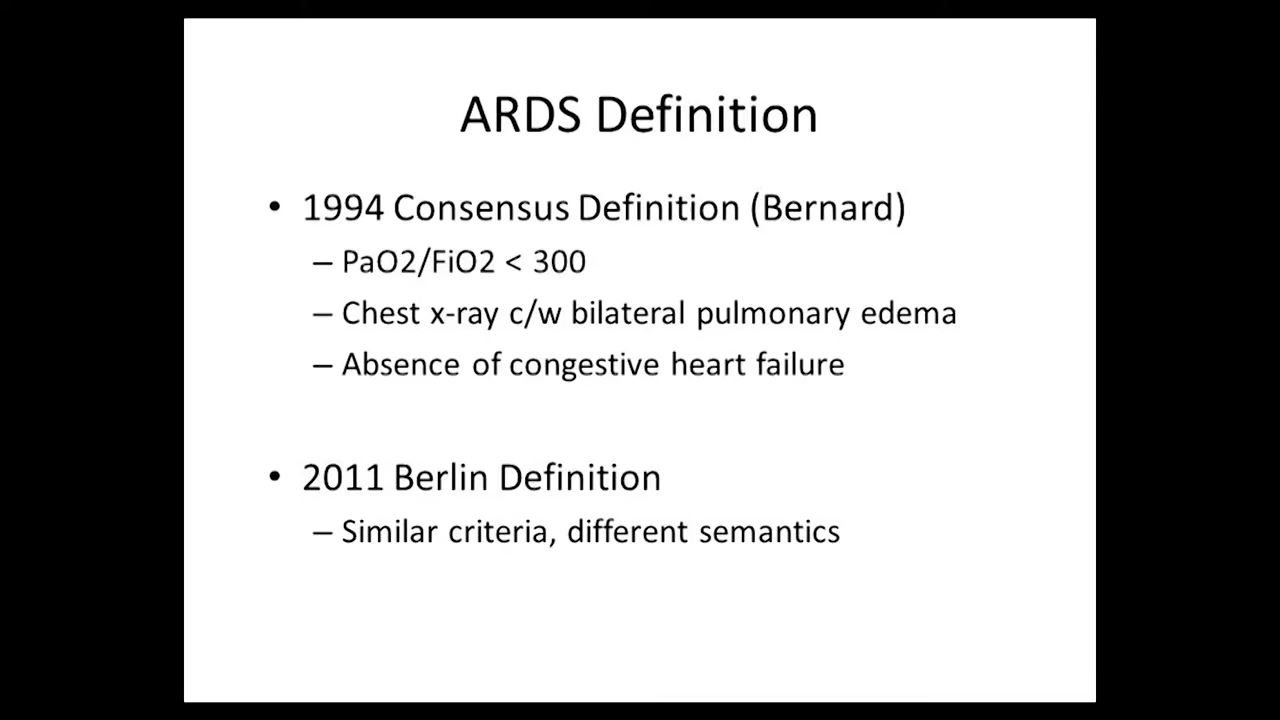 ARDS Definition
• 1994 Consensus Definition (Bernard)
– PaO2/FiO2 < 300
– Chest x-ray c/w bilateral pulmonary edema
– Absence of congestive heart failure
• 2011 Berlin Definition
– Similar criteria, different semantics